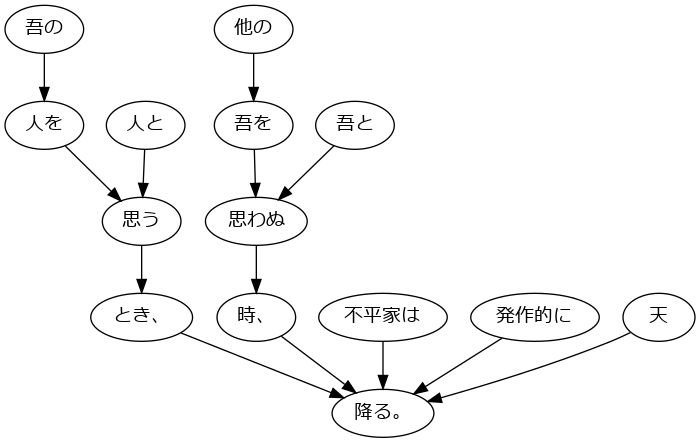 吾の
他の
人を
人と
吾を
吾と
思う
思わぬ
とき、
時、
不平家は
発作的に
天
降る。